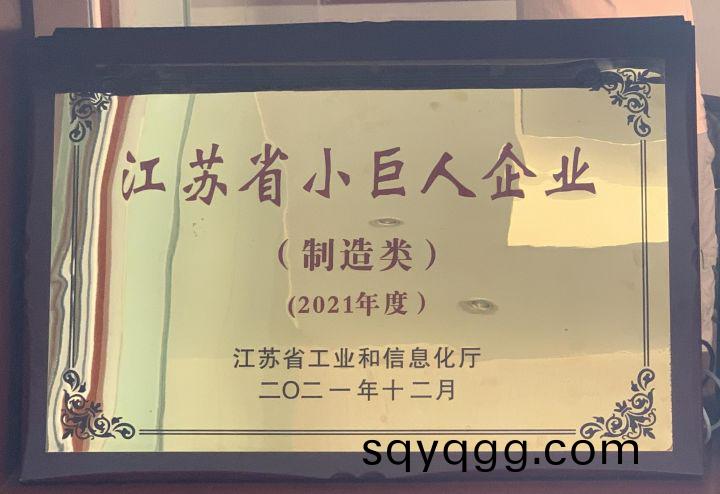 江苏省小巨人企业
（制造类）
(2021年度）
江苏省工业和信息化厅
二〇二一年十二月
sqyqgg.com